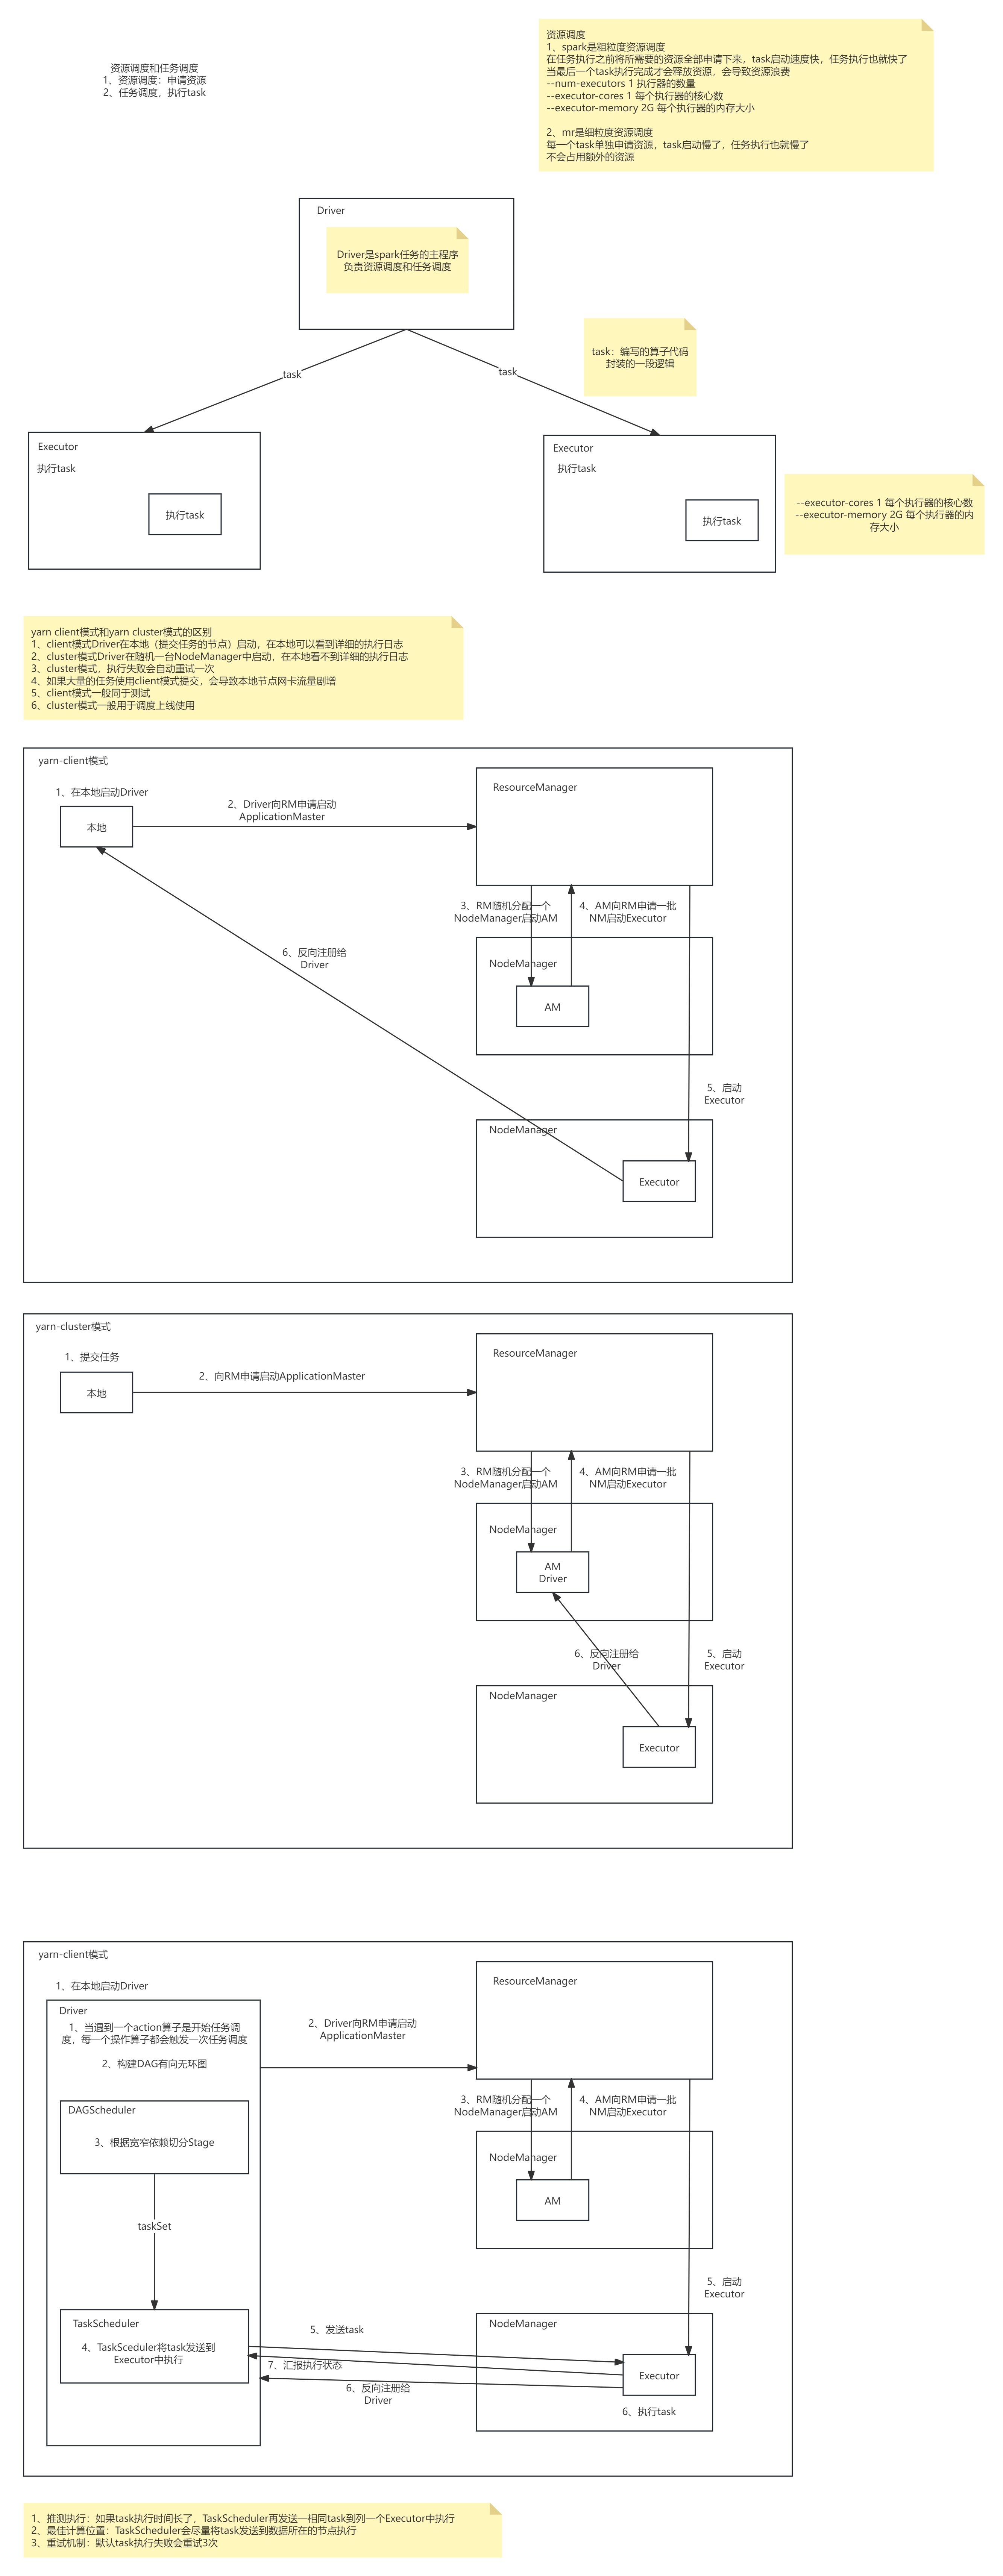 资源调度和任务调度
1、资源调度：申请资源
2、任务调度，执行task
资源调度
1、spark是粗粒度资源调度
在任务执行之前将所需要的资源全部申请下来，task启动速度快，任务执行也就快了
当最后一个task执行完成才会释放资源，会导致资源浪费
--num-executors 1 执行器的数量
--executor-cores 1 每个执行器的核心数
--executor-memory 2G 每个执行器的内存大小
2、mr是细粒度资源调度
每一个task单独申请资源，task启动慢了，任务执行也就慢了
不会占用额外的资源
Driver
Driver是spark任务的主程序
负责资源调度和任务调度
task：编写的算子代码
封装的一段逻辑
task
task
Executor
执行task
执行task
Executor
执行task
执行task
--executor-cores 1 每个执行器的核心数
--executor-memory 2G 每个执行器的内
存大小
yarn client模式和yarn cluster模式的区别
1、client模式Driver在本地（提交任务的节点）启动，在本地可以看到详细的执行日志
2、cluster模式Driver在随机一台NodeManager中启动，在本地看不到详细的执行日志
3、cluster模式，执行失败会自动重试一次
4、如果大量的任务使用client模式提交，会导致本地节点网卡流量剧增
5、client模式一般同于测试
6、cluster模式一般用于调度上线使用
yarn-client模式
1、在本地启动Driver
本地
2、Driver向RM申请启动
ApplicationMaster
ResourceManager
3、RM随机分配一个
NodeManager启动AM
4、AM向RM申请一批
NM启动Executor
NodeManager
AM
6、反向注册给
Driver
5、启动
Executor
NodeManager
Executor
yarn-cluster模式
1、提交任务
本地
2、向RM申请启动ApplicationMaster
ResourceManager
3、RM随机分配一个
NodeManager启动AM
4、AM向RM申请一批
NM启动Executor
NodeManager
AM
Driver
6、反向注册给
Driver
5、启动
Executor
NodeManager
Executor
yarn-client模式
1、在本地启动Driver
Driver
1、当遇到一个action算子是开始任务调
度，每一个操作算子都会触发一次任务调度
2、构建DAG有向无环图
DAGScheduler
3、根据宽窄依赖切分Stage
taskSet
TaskScheduler
4、TaskSceduler将task发送到
Executor中执行
2、Driver向RM申请启动
ApplicationMaster
ResourceManager
3、RM随机分配一个
NodeManager启动AM
4、AM向RM申请一批
NM启动Executor
NodeManager
AM
5、启动
Executor
NodeManager
Executor
5、发送task
7、汇报执行状态
6、反向注册给
Driver
6、执行task
1、推测执行：如果task执行时间长了，TaskScheduler再发送一相同task到列一个Executor中执行
2、最佳计算位置：TaskScheduler会尽量将task发送到数据所在的节点执行
3、重试机制：默认task执行失败会重试3次